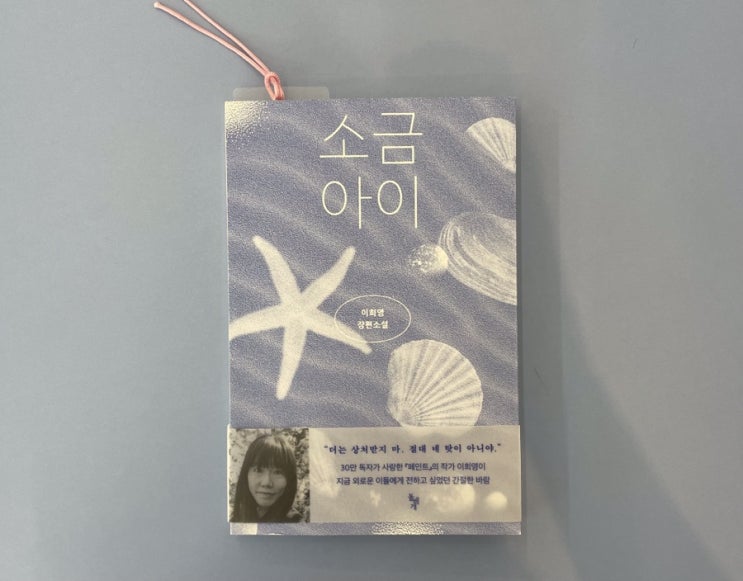 소금
아이
이희영
장편소설
"더는 상처받지 마. 절대 네 탓이 아니야."
30만 독자가 사랑한 『페인트』의 작가 이희영이
지금 외로운 이들에게 전하고 싶었던 간절한 바람
돌베개